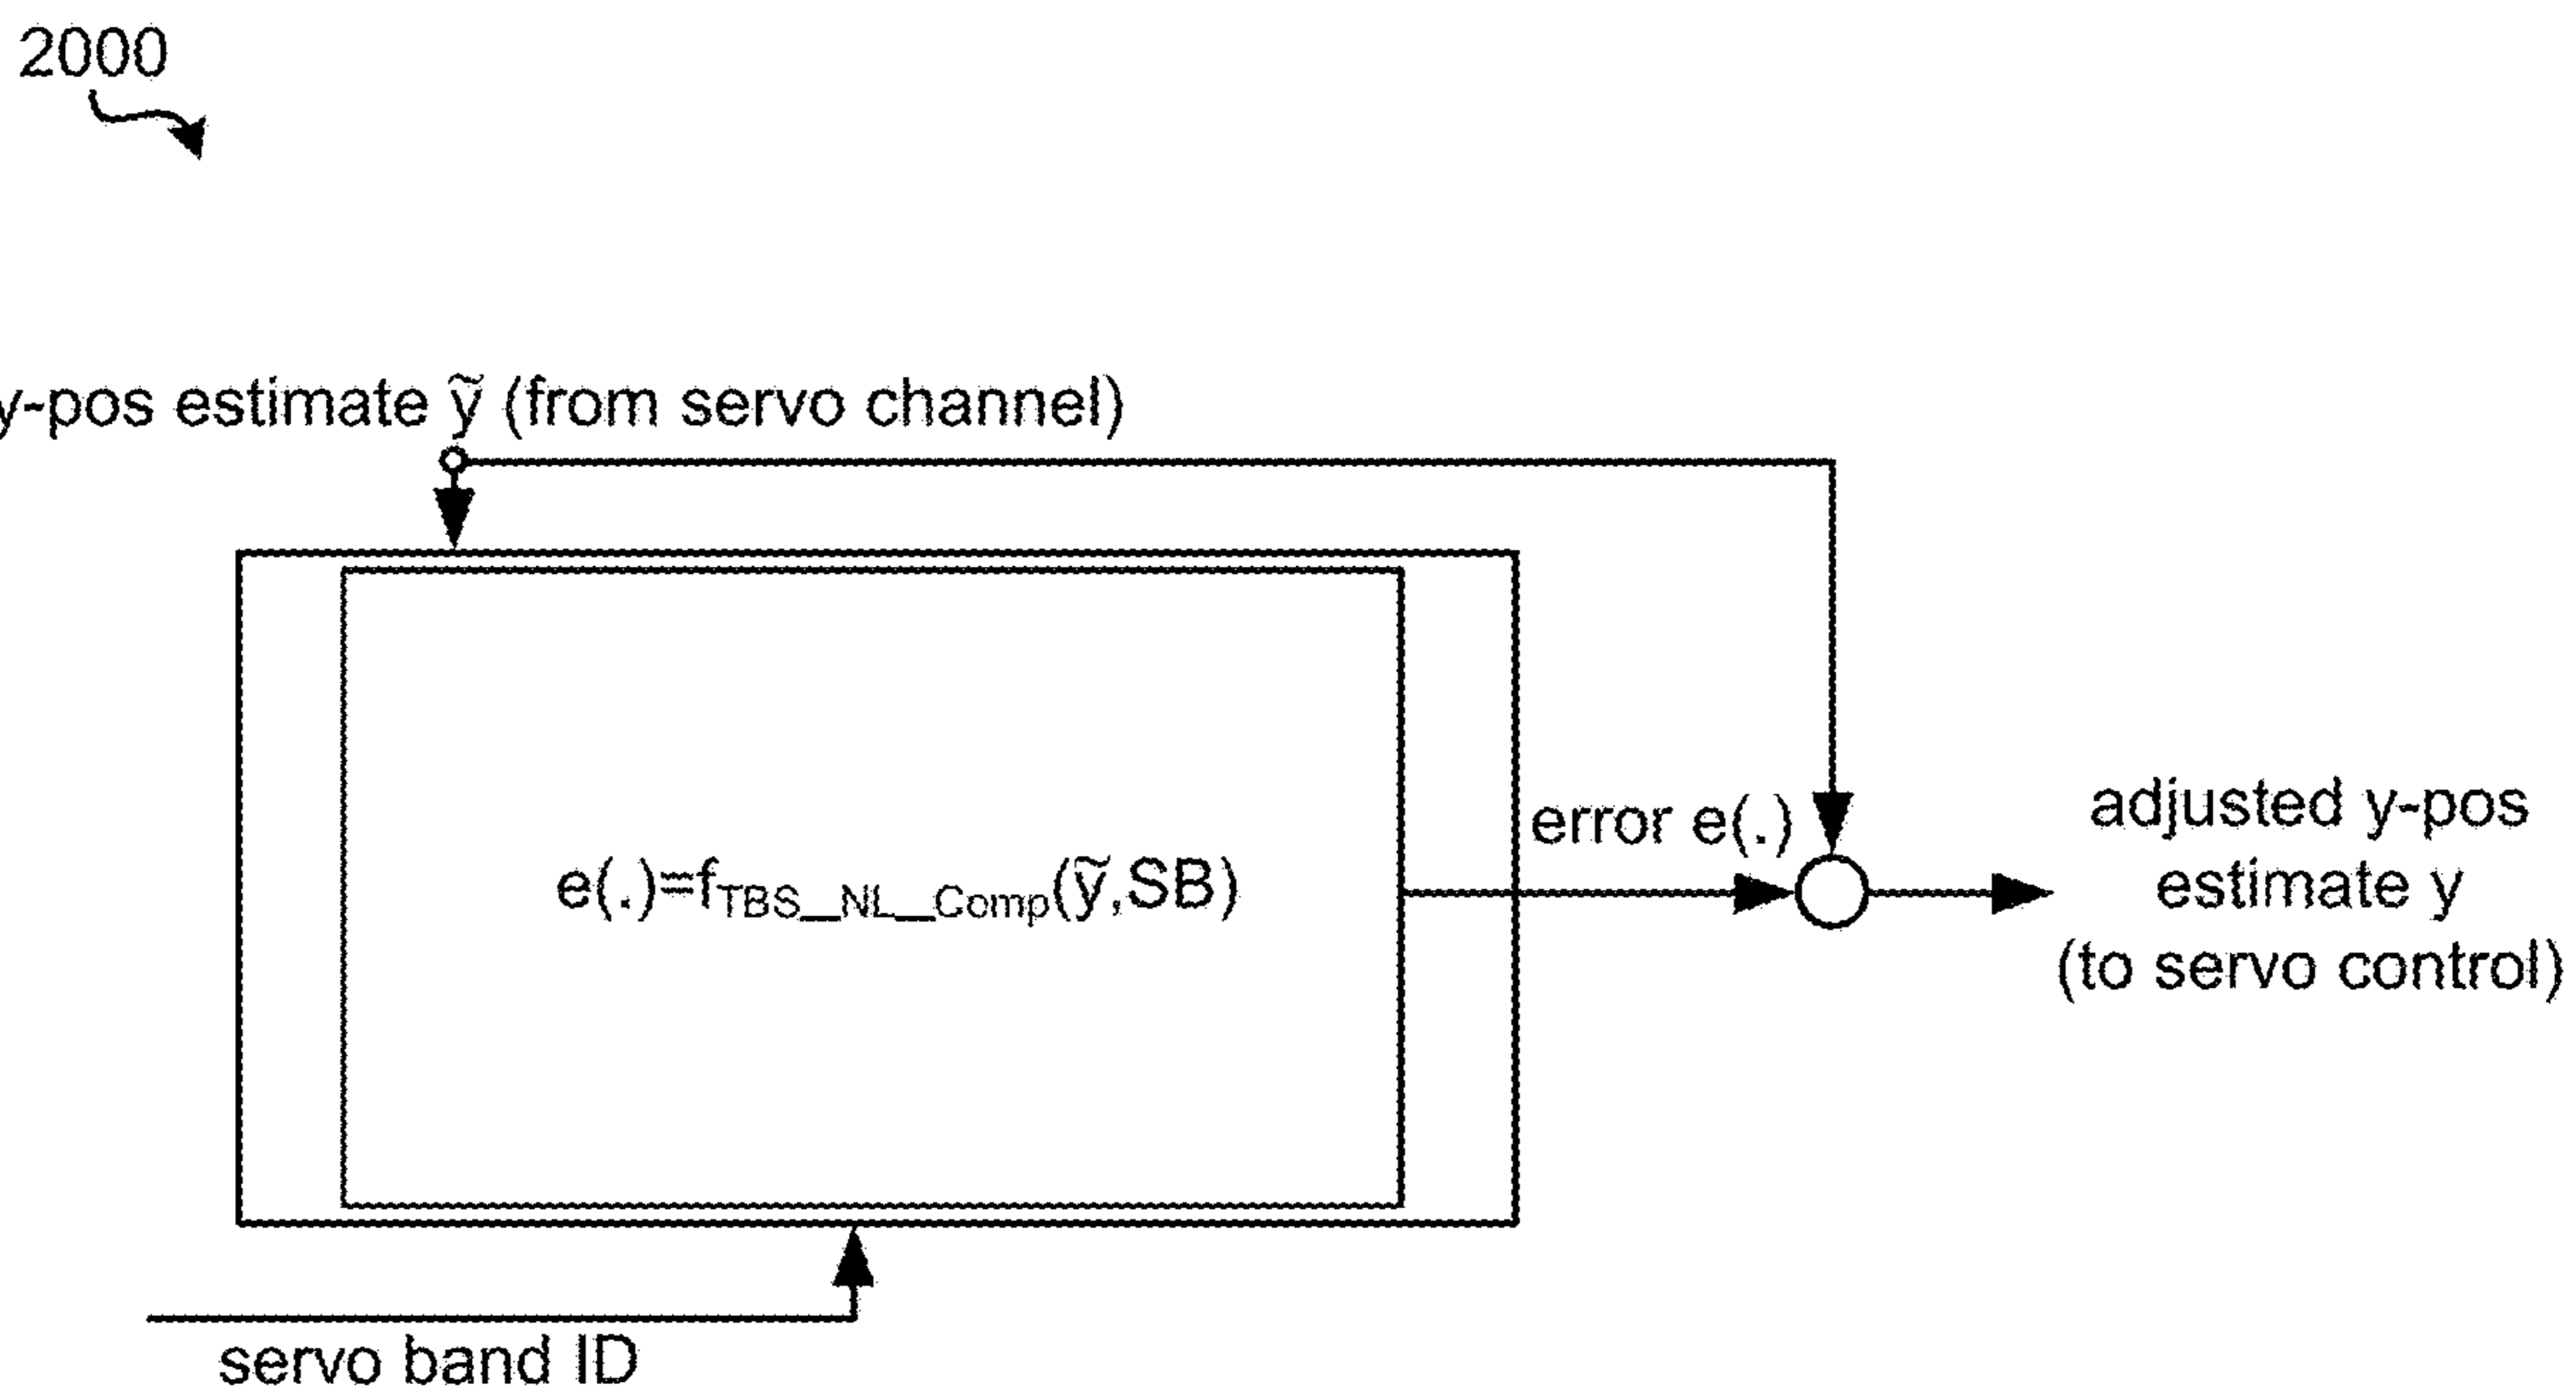 2000
y-pos estimate ỹ (from servo channel)
e(.)=fTBS_NL_Comp(ỹ,SB)
error e(.)
adjusted y-pos
estimate y
(to servo control)
servo band ID